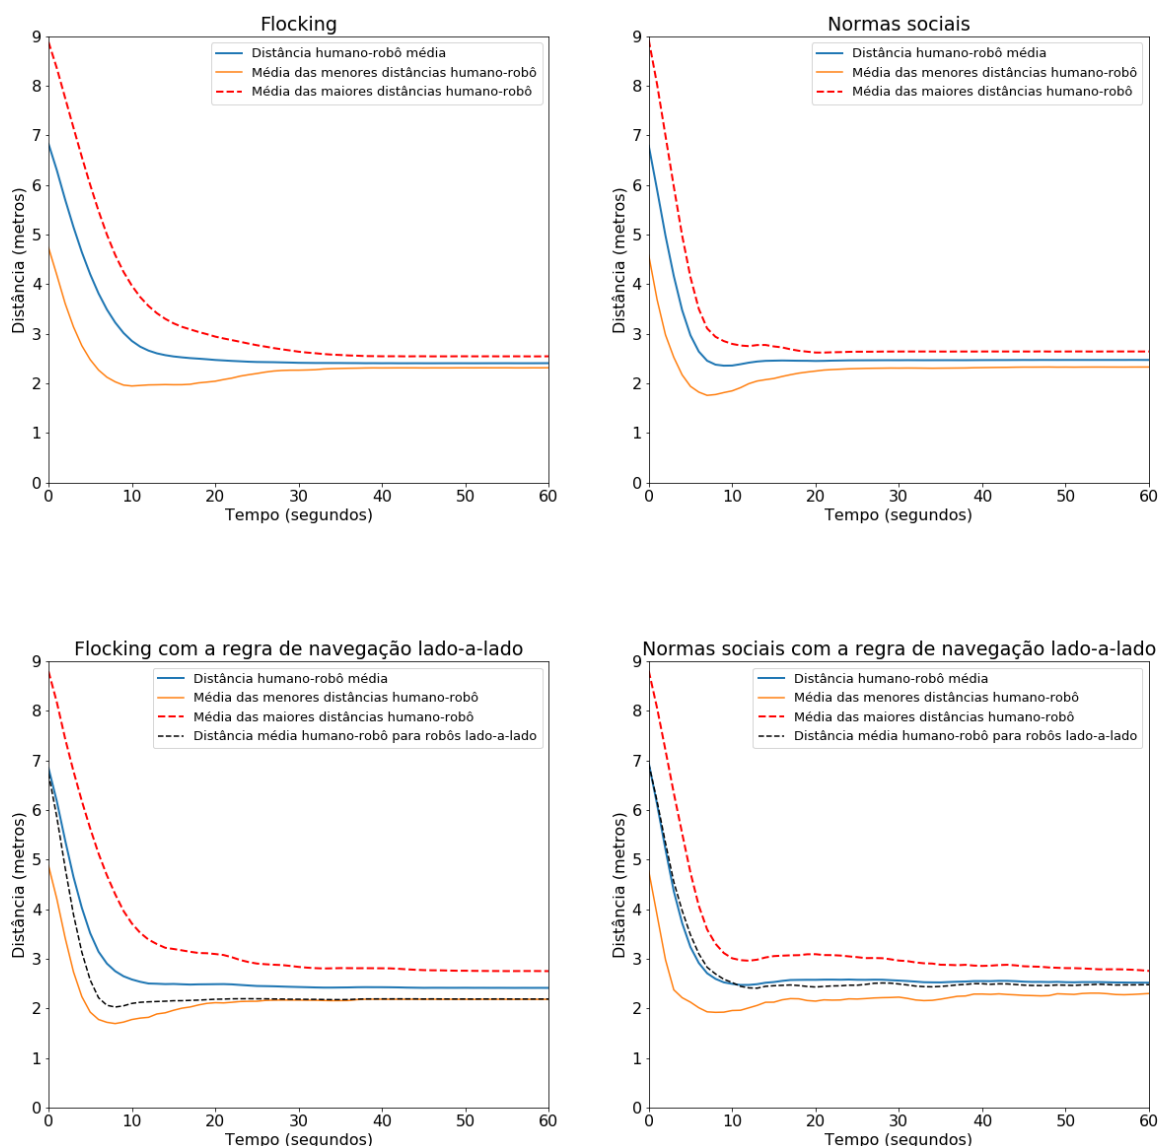 Flocking
Distância humano-robô média
Média das menores distâncias humano-robô
Média das maiores distâncias humano-robô
Distância (metros)
9
8
7
6
5
4
3
2
1
0
0 10 20 30 40 50 60
Tempo (segundos)
Normas sociais
Distância humano-robô média
Média das menores distâncias humano-robô
Média das maiores distâncias humano-robô
Distância (metros)
9
8
7
6
5
4
3
2
1
0
0 10 20 30 40 50 60
Tempo (segundos)
Flocking com a regra de navegação lado-a-lado
Distância humano-robô média
Média das menores distâncias humano-robô
Média das maiores distâncias humano-robô
Distância média humano-robô para robôs lado-a-lado
Distância (metros)
9
8
7
6
5
4
3
2
1
0
0 10 20 30 40 50 60
Tempo (segundos)
Normas sociais com a regra de navegação lado-a-lado
Distância humano-robô média
Média das menores distâncias humano-robô
Média das maiores distâncias humano-robô
Distância média humano-robô para robôs lado-a-lado
Distância (metros)
9
8
7
6
5
4
3
2
1
0
0 10 20 30 40 50 60
Tempo (segundos)